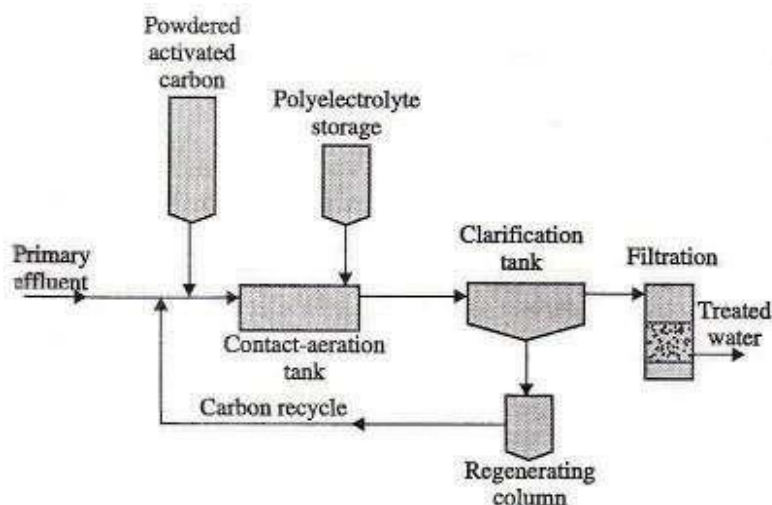 Powdered
activated
carbon
Polyelectrolyte
storage
Primary
effluent
Clarification
tank
Filtration
Treated
water
Contact-aeration
tank
Carbon recycle
Regenerating
column